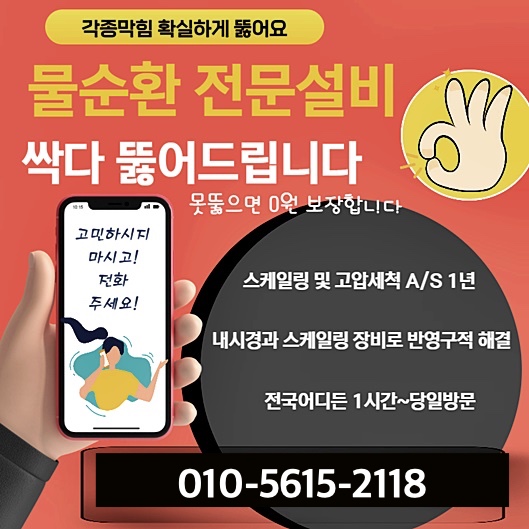 각종막힘 확실하게 뚫어요
물순환 전문설비
싹다 뚫어드립니다
못뚫으면 0원 보장합니다
고민하시지
마시고!
전화
주세요!
스케일링 및 고압세척 A/S 1년
내시경과 스케일링 장비로 반영구적 해결
전국어디든 1시간~당일방문
010-5615-2118